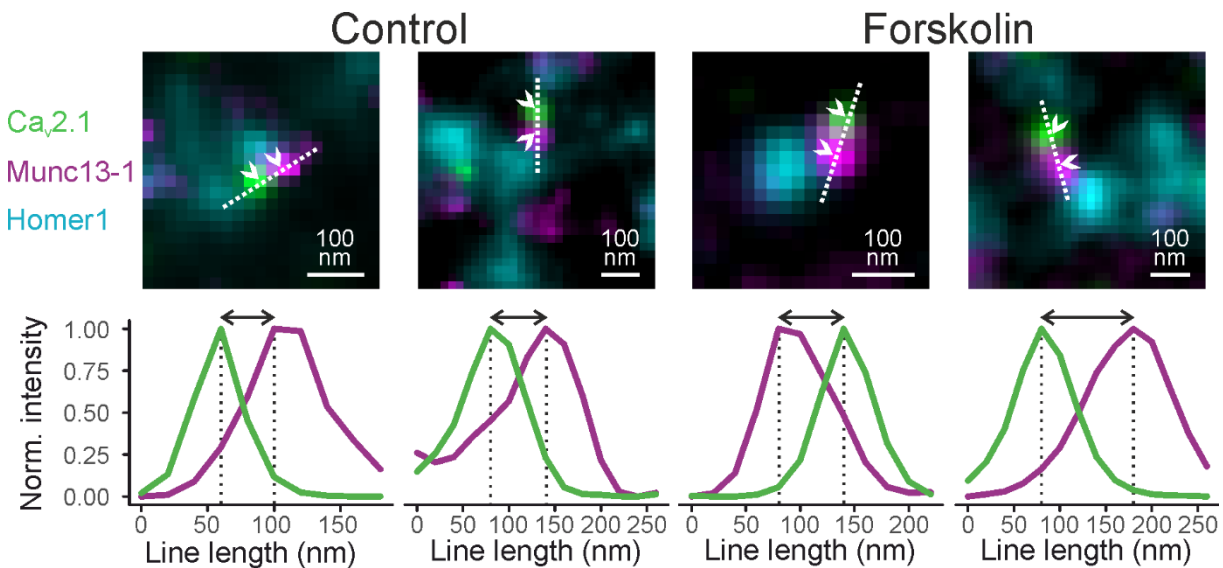 Control Forskolin
Cav2.1
Munc13-1
Homer1
100 nm 100 nm 100 nm 100 nm
Norm. intensity
1.00
0.75
0.50
0.25
0.00
0 50 100 150 0 50 100 150 200 250 0 50 100 150 200 0 50 100 150 200 250
Line length (nm) Line length (nm) Line length (nm) Line length (nm)